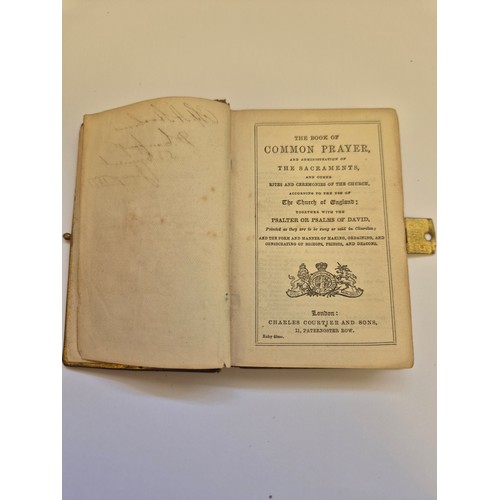 THE BOOK OF
COMMON PRAYER,
AND ADMINISTRATION OF
THE SACRAMENTS,
AND OTHER
RITES AND CEREMONIES OF THE CHURCH,
ACCORDING TO THE USE OF
The Church of England;
TOGETHER WITH THE
PSALTER OR PSALMS OF DAVID,
Pointed as they are to be sung or said in Churches;
AND THE FORM AND MANNER OF MAKING, ORDAINING, AND
CONSECRATING OF BISHOPS, PRIESTS, AND DEACONS.
London:
CHARLES COURTIER AND SONS,
11, PATERNOSTER ROW.
Ruby 32mo.